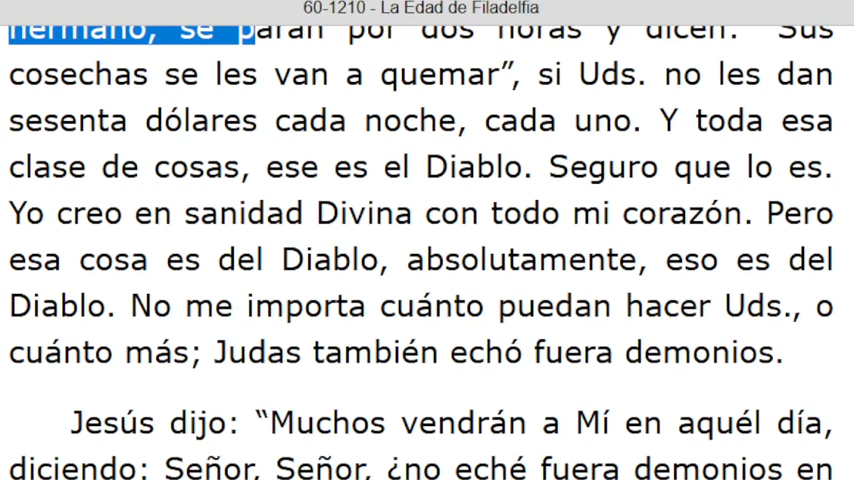 60-1210 - La Edad de Filadelfia
hermano, se paran por dos horas y dicen: “Sus
cosechas se les van a quemar”, si Uds. no les dan
sesenta dólares cada noche, cada uno. Y toda esa
clase de cosas, ese es el Diablo. Seguro que lo es.
Yo creo en sanidad Divina con todo mi corazón. Pero
esa cosa es del Diablo, absolutamente, eso es del
Diablo. No me importa cuánto puedan hacer Uds., o
cuánto más; Judas también echó fuera demonios.
Jesús dijo: “Muchos vendrán a Mí en aquél día,
diciendo: Señor, Señor, ¿no eché fuera demonios en